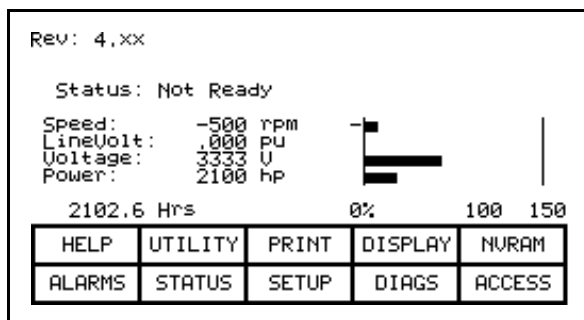 Rev: 4.xx
Status: Not Ready
Speed: -500 rpm
LineVolt: .000 pu
Voltage: 3333 V
Power: 2100 hp
2102.6 Hrs 0% 100 150
HELP UTILITY PRINT DISPLAY NVRAM
ALARMS STATUS SETUP DIAGS ACCESS